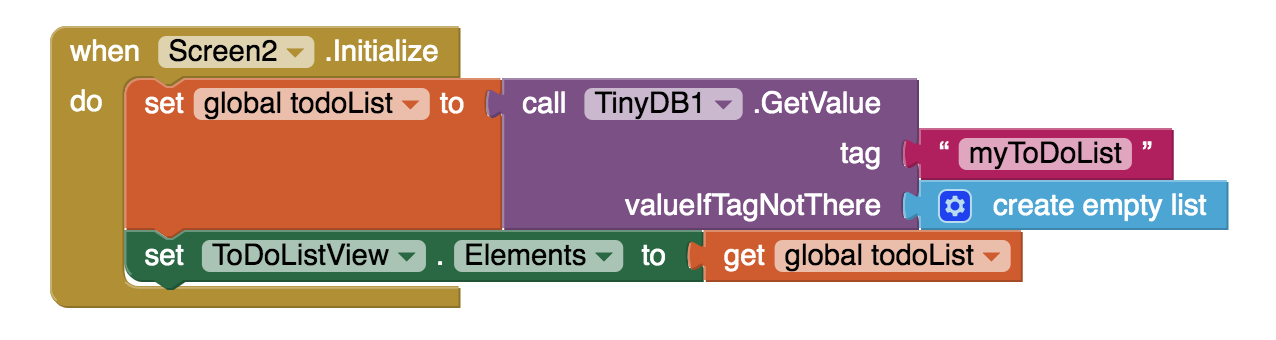 when Screen2 .Initialize
do set global todoList to call TinyDB1 .GetValue
tag “ myToDoList ”
valueIfTagNotThere create empty list
set ToDoListView . Elements to get global todoList